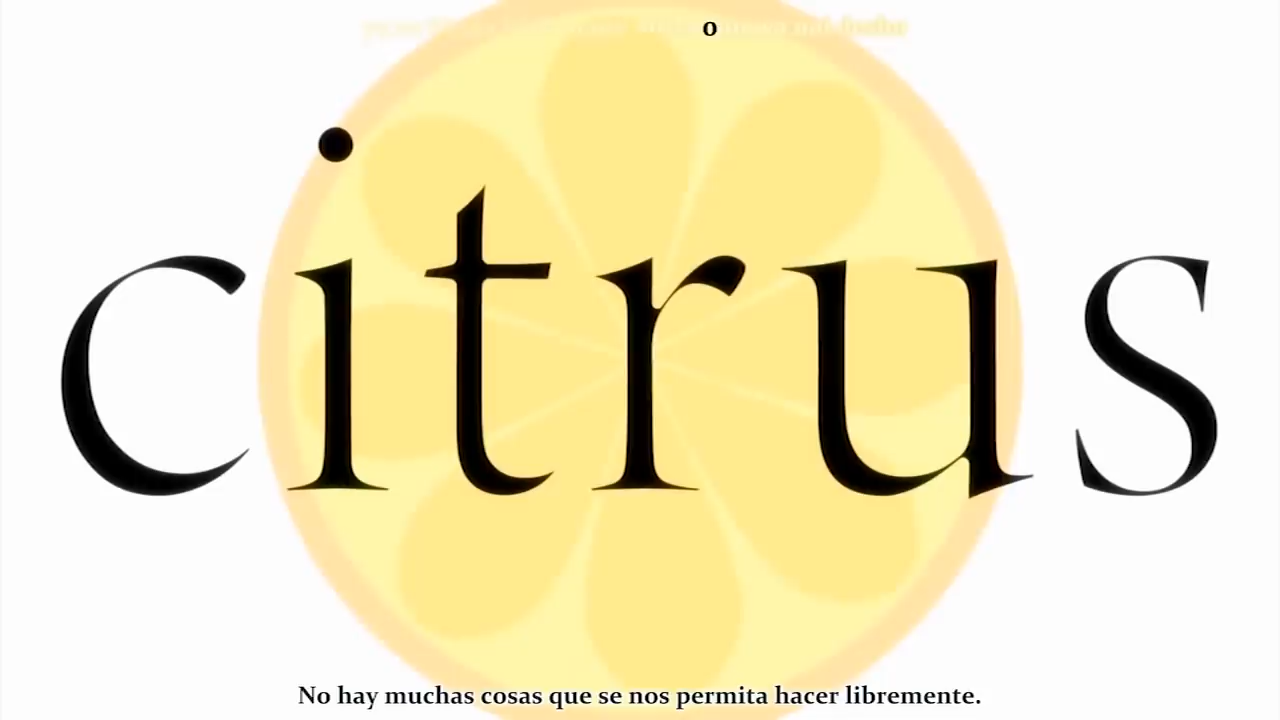 o
citrus
No hay muchas cosas que se nos permita hacer libremente.